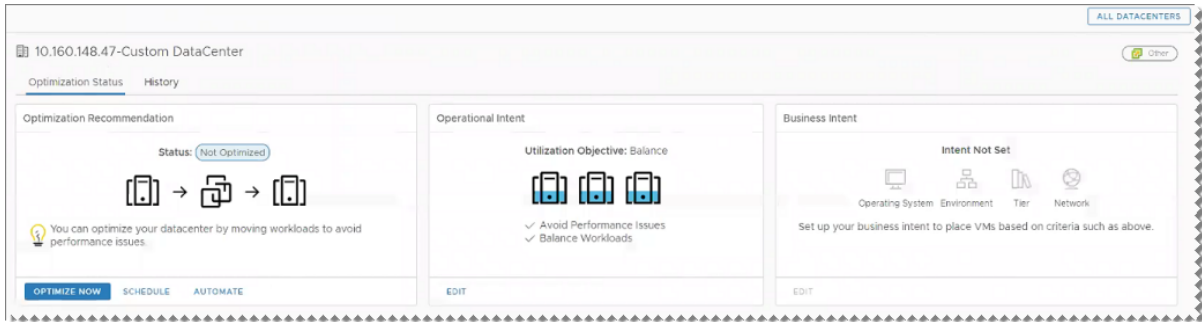 ALL DATACENTERS
10.160.148.47-Custom DataCenter
Other
Optimization Status History
Optimization Recommendation
Status: Not Optimized
You can optimize your datacenter by moving workloads to avoid
performance issues.
OPTIMIZE NOW SCHEDULE AUTOMATE
Operational Intent
Utilization Objective: Balance
Avoid Performance Issues
Balance Workloads
EDIT
Business Intent
Intent Not Set
Operating System Environment Tier Network
Set up your business intent to place VMs based on criteria such as above.
EDIT